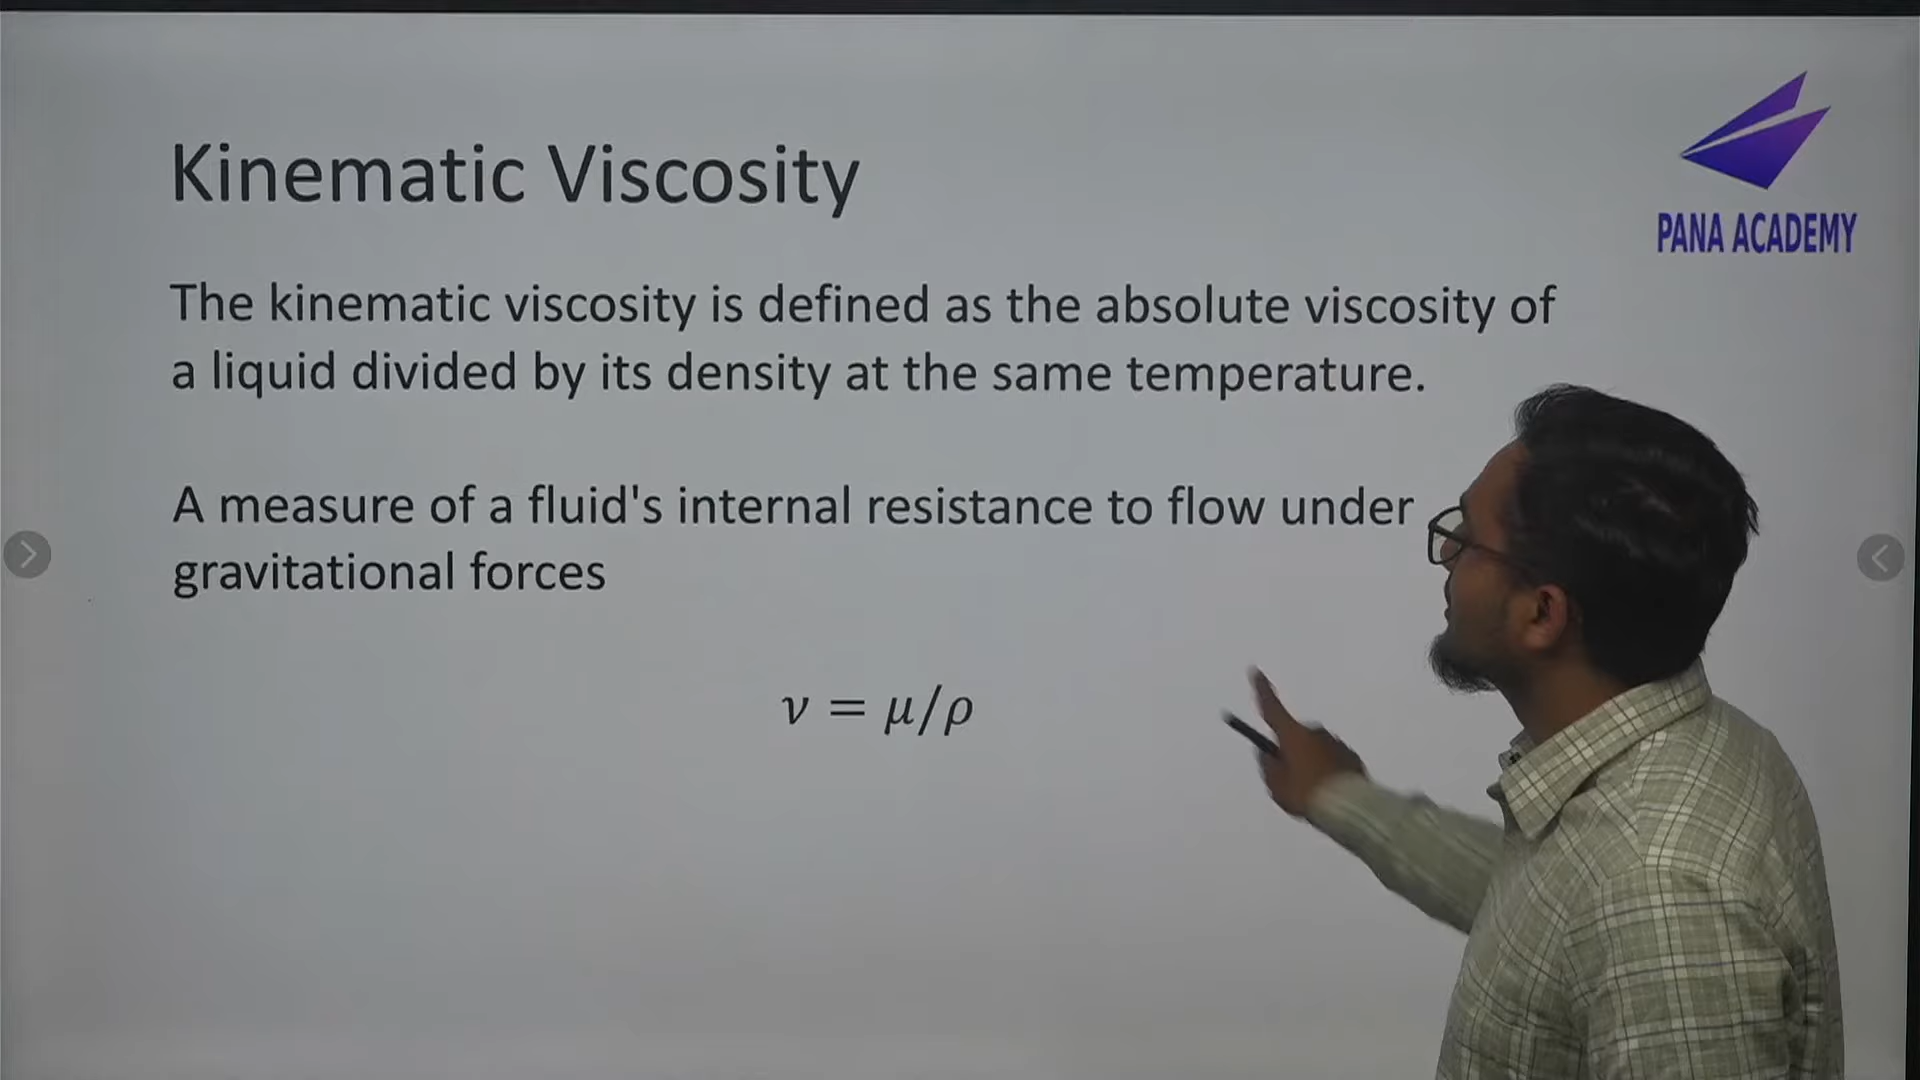 Kinematic Viscosity
PANA ACADEMY
The kinematic viscosity is defined as the absolute viscosity of
a liquid divided by its density at the same temperature.
A measure of a fluid's internal resistance to flow under
gravitational forces
ν = μ/ρ